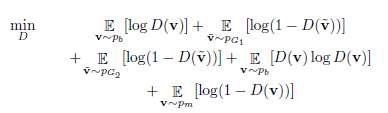 min_D 𝔼_{v∼p_b}[log D(v)] + 𝔼_{ṽ∼p_{G_1}}[log(1 − D(ṽ))]
+ 𝔼_{ṽ∼p_{G_2}}[log(1 − D(ṽ))] + 𝔼_{v∼p_b}[D(v) log D(v)]
+ 𝔼_{v∼p_m}[log(1 − D(v))]